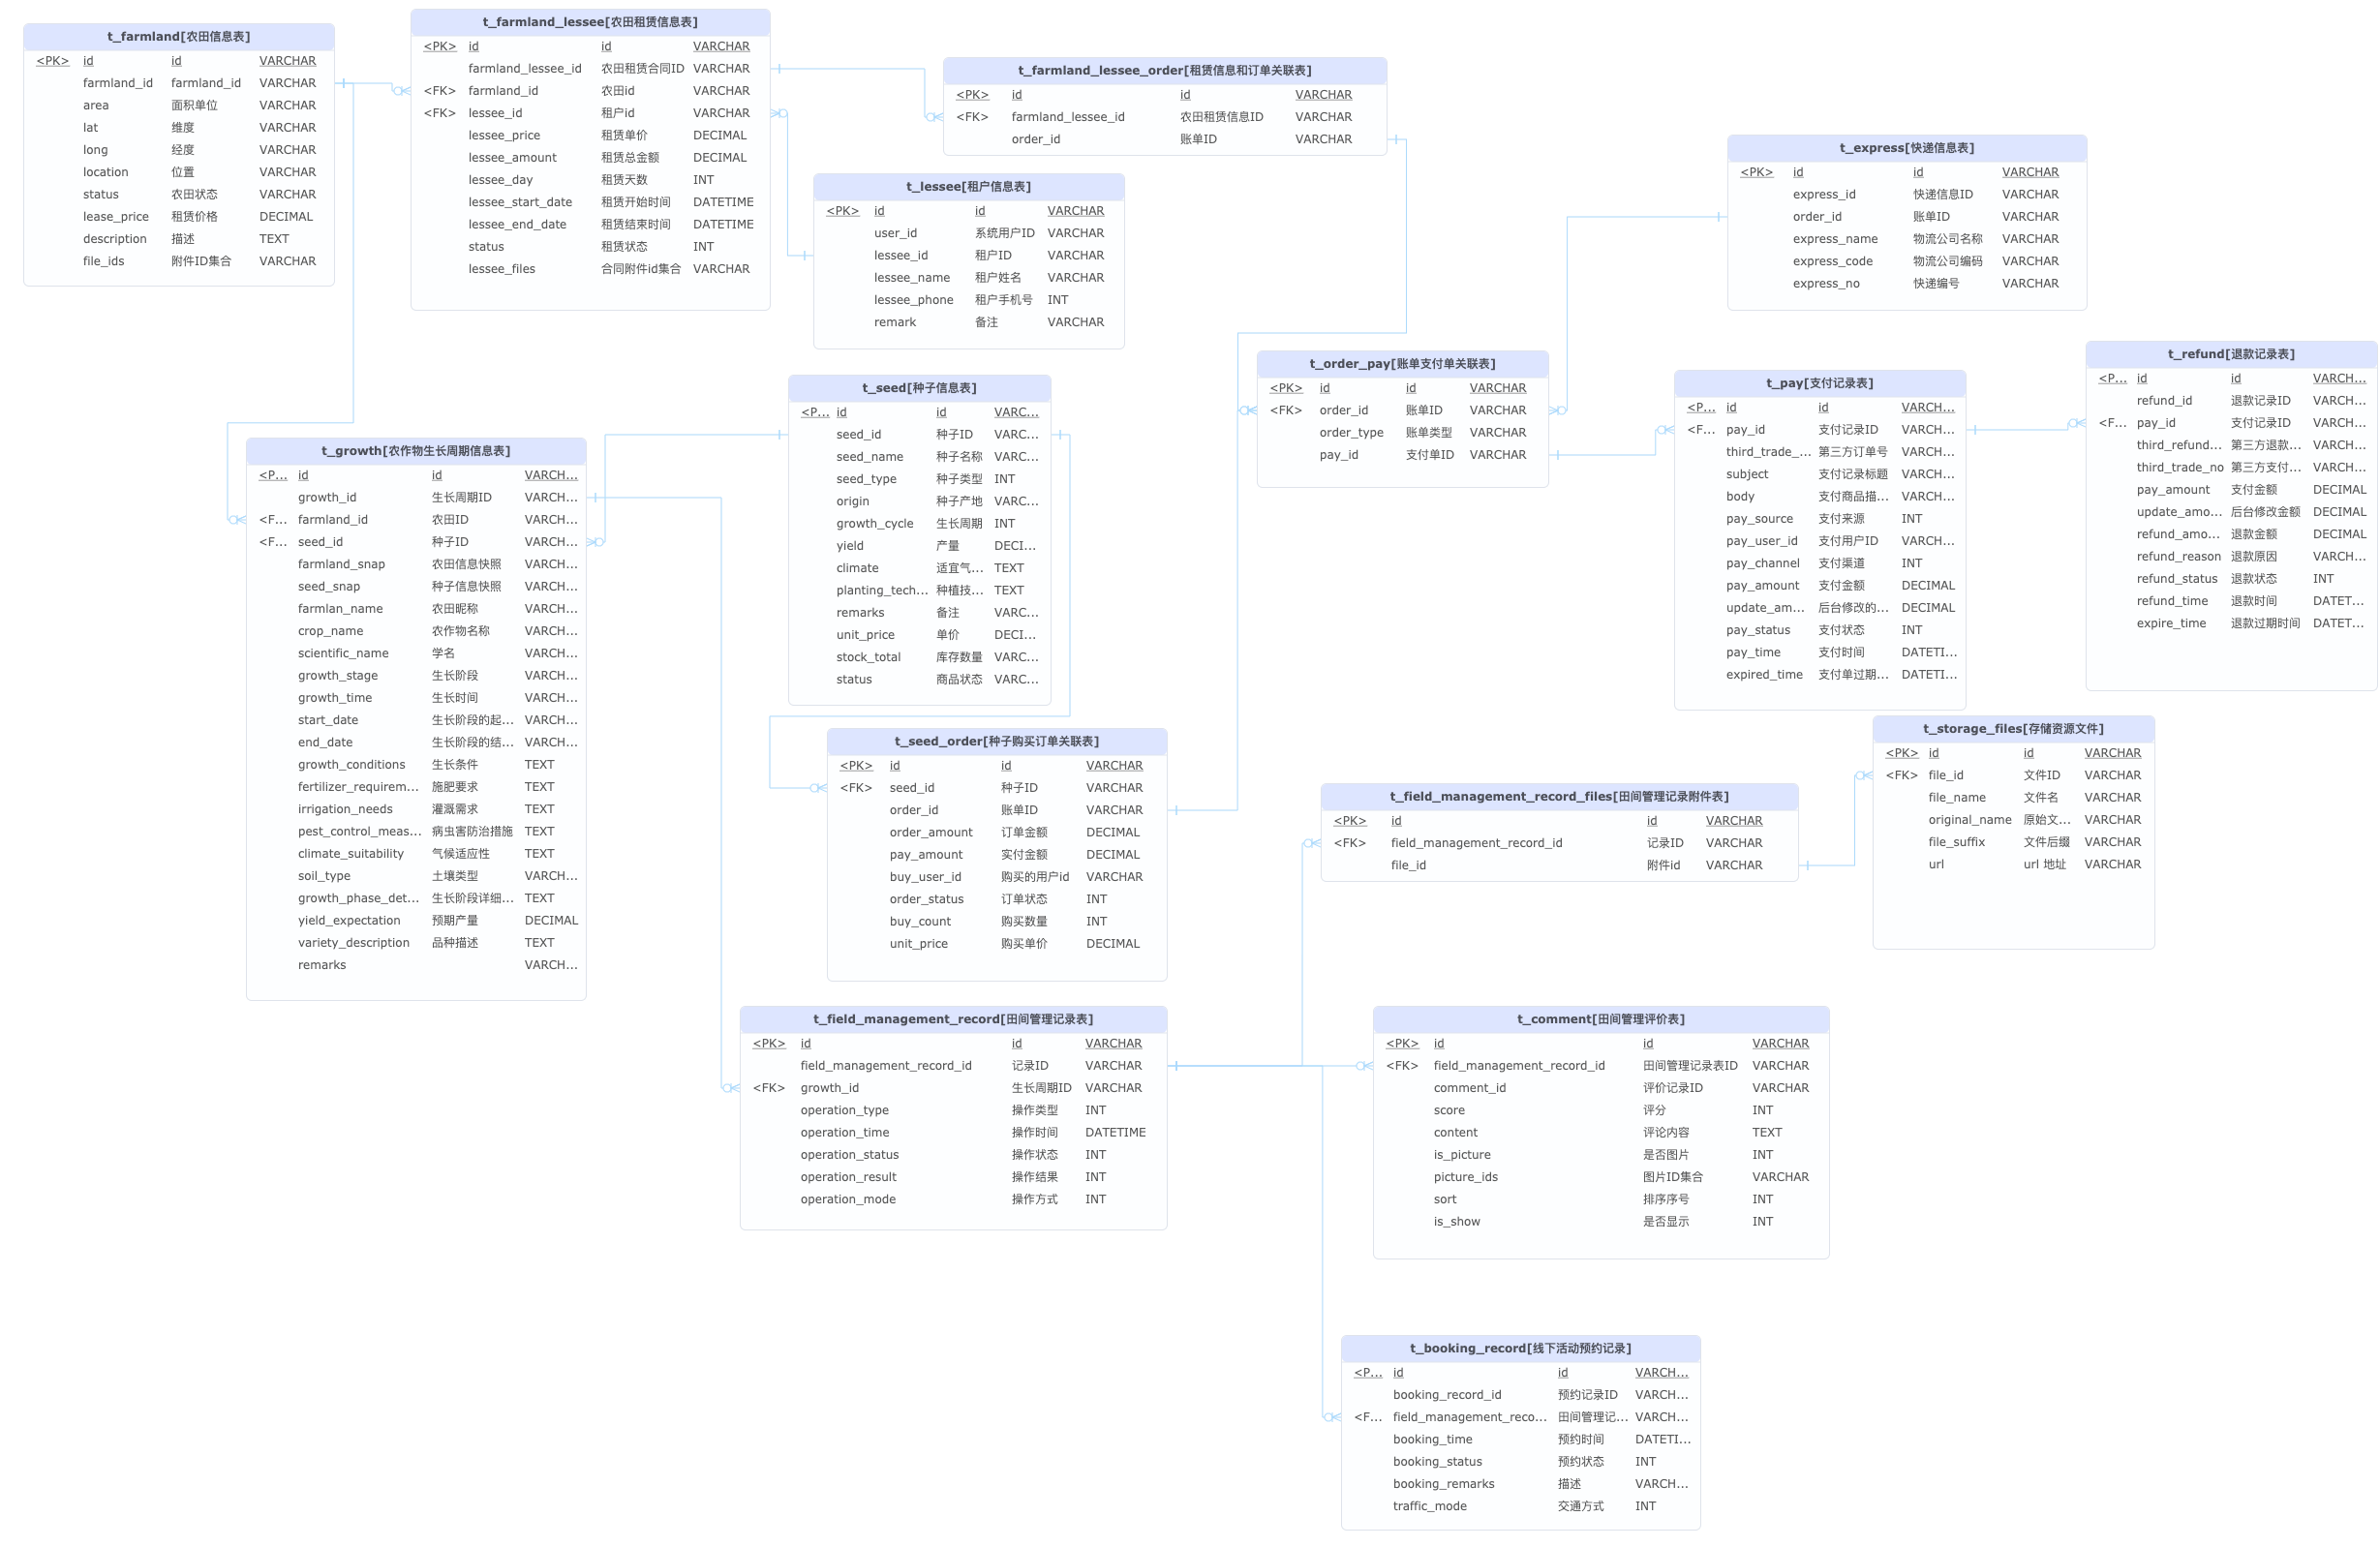 t_farmland[农田信息表]
<PK> id id VARCHAR
farmland_id farmland_id VARCHAR
area 面积单位 VARCHAR
lat 维度 VARCHAR
long 经度 VARCHAR
location 位置 VARCHAR
status 农田状态 VARCHAR
lease_price 租赁价格 DECIMAL
description 描述 TEXT
file_ids 附件ID集合 VARCHAR
t_farmland_lessee[农田租赁信息表]
<PK> id id VARCHAR
farmland_lessee_id 农田租赁合同ID VARCHAR
<FK> farmland_id 农田id VARCHAR
<FK> lessee_id 租户id VARCHAR
lessee_price 租赁单价 DECIMAL
lessee_amount 租赁总金额 DECIMAL
lessee_day 租赁天数 INT
lessee_start_date 租赁开始时间 DATETIME
lessee_end_date 租赁结束时间 DATETIME
status 租赁状态 INT
lessee_files 合同附件id集合 VARCHAR
t_farmland_lessee_order[租赁信息和订单关联表]
<PK> id id VARCHAR
<FK> farmland_lessee_id 农田租赁信息ID VARCHAR
order_id 账单ID VARCHAR
t_lessee[租户信息表]
<PK> id id VARCHAR
user_id 系统用户ID VARCHAR
lessee_id 租户ID VARCHAR
lessee_name 租户姓名 VARCHAR
lessee_phone 租户手机号 INT
remark 备注 VARCHAR
t_express[快递信息表]
<PK> id id VARCHAR
express_id 快递信息ID VARCHAR
order_id 账单ID VARCHAR
express_name 物流公司名称 VARCHAR
express_code 物流公司编码 VARCHAR
express_no 快递编号 VARCHAR
t_order_pay[账单支付单关联表]
<PK> id id VARCHAR
<FK> order_id 账单ID VARCHAR
order_type 账单类型 VARCHAR
pay_id 支付单ID VARCHAR
t_pay[支付记录表]
<P... id id VARCH...
<F... pay_id 支付记录ID VARCH...
third_trade_... 第三方订单号 VARCH...
subject 支付记录标题 VARCH...
body 支付商品描... VARCH...
pay_source 支付来源 INT
pay_user_id 支付用户ID VARCH...
pay_channel 支付渠道 INT
pay_amount 支付金额 DECIMAL
update_am... 后台修改的... DECIMAL
pay_status 支付状态 INT
pay_time 支付时间 DATETI...
expired_time 支付单过期... DATETI...
t_refund[退款记录表]
<P... id id VARCH...
refund_id 退款记录ID VARCH...
<F... pay_id 支付记录ID VARCH...
third_refund... 第三方退款... VARCH...
third_trade_no 第三方支付... VARCH...
pay_amount 支付金额 DECIMAL
update_amo... 后台修改金额 DECIMAL
refund_amo... 退款金额 DECIMAL
refund_reason 退款原因 VARCH...
refund_status 退款状态 INT
refund_time 退款时间 DATET...
expire_time 退款过期时间 DATET...
t_seed[种子信息表]
<P... id id VARC...
seed_id 种子ID VARC...
seed_name 种子名称 VARC...
seed_type 种子类型 INT
origin 种子产地 VARC...
growth_cycle 生长周期 INT
yield 产量 DECI...
climate 适宜气... TEXT
planting_tech... 种植技... TEXT
remarks 备注 VARC...
unit_price 单价 DECI...
stock_total 库存数量 VARC...
status 商品状态 VARC...
t_growth[农作物生长周期信息表]
<P... id id VARCH...
growth_id 生长周期ID VARCH...
<F... farmland_id 农田ID VARCH...
<F... seed_id 种子ID VARCH...
farmland_snap 农田信息快照 VARCH...
seed_snap 种子信息快照 VARCH...
farmlan_name 农田昵称 VARCH...
crop_name 农作物名称 VARCH...
scientific_name 学名 VARCH...
growth_stage 生长阶段 VARCH...
growth_time 生长时间 VARCH...
start_date 生长阶段的起... VARCH...
end_date 生长阶段的结... VARCH...
growth_conditions 生长条件 TEXT
fertilizer_requirem... 施肥要求 TEXT
irrigation_needs 灌溉需求 TEXT
pest_control_meas... 病虫害防治措施 TEXT
climate_suitability 气候适应性 TEXT
soil_type 土壤类型 VARCH...
growth_phase_det... 生长阶段详细... TEXT
yield_expectation 预期产量 DECIMAL
variety_description 品种描述 TEXT
remarks VARCH...
t_seed_order[种子购买订单关联表]
<PK> id id VARCHAR
<FK> seed_id 种子ID VARCHAR
order_id 账单ID VARCHAR
order_amount 订单金额 DECIMAL
pay_amount 实付金额 DECIMAL
buy_user_id 购买的用户id VARCHAR
order_status 订单状态 INT
buy_count 购买数量 INT
unit_price 购买单价 DECIMAL
t_storage_files[存储资源文件]
<PK> id id VARCHAR
<FK> file_id 文件ID VARCHAR
file_name 文件名 VARCHAR
original_name 原始文... VARCHAR
file_suffix 文件后缀 VARCHAR
url url 地址 VARCHAR
t_field_management_record_files[田间管理记录附件表]
<PK> id id VARCHAR
<FK> field_management_record_id 记录ID VARCHAR
file_id 附件id VARCHAR
t_field_management_record[田间管理记录表]
<PK> id id VARCHAR
field_management_record_id 记录ID VARCHAR
<FK> growth_id 生长周期ID VARCHAR
operation_type 操作类型 INT
operation_time 操作时间 DATETIME
operation_status 操作状态 INT
operation_result 操作结果 INT
operation_mode 操作方式 INT
t_comment[田间管理评价表]
<PK> id id VARCHAR
<FK> field_management_record_id 田间管理记录表ID VARCHAR
comment_id 评价记录ID VARCHAR
score 评分 INT
content 评论内容 TEXT
is_picture 是否图片 INT
picture_ids 图片ID集合 VARCHAR
sort 排序序号 INT
is_show 是否显示 INT
t_booking_record[线下活动预约记录]
<P... id id VARCH...
booking_record_id 预约记录ID VARCH...
<F... field_management_reco... 田间管理记... VARCH...
booking_time 预约时间 DATETI...
booking_status 预约状态 INT
booking_remarks 描述 VARCH...
traffic_mode 交通方式 INT